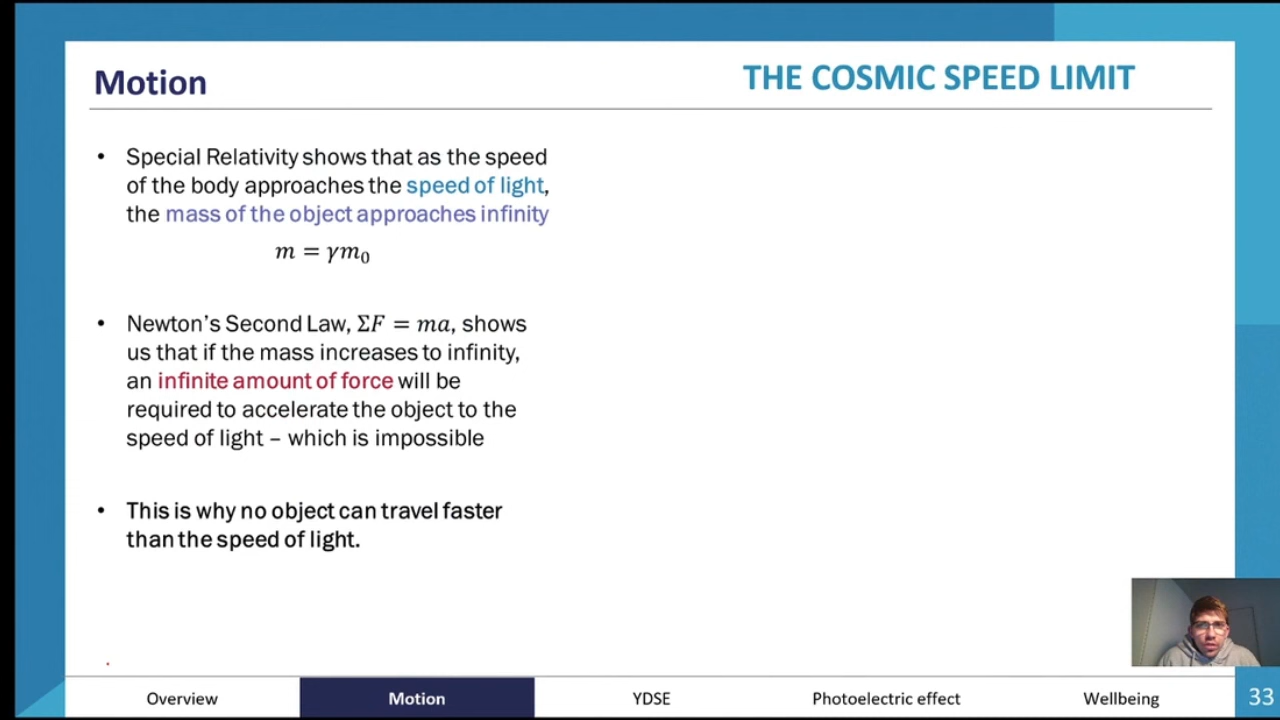 Motion
THE COSMIC SPEED LIMIT
• Special Relativity shows that as the speed
of the body approaches the speed of light,
the mass of the object approaches infinity
m = γm₀
• Newton’s Second Law, ΣF = ma, shows
us that if the mass increases to infinity,
an infinite amount of force will be
required to accelerate the object to the
speed of light – which is impossible
• This is why no object can travel faster
than the speed of light.
Overview
Motion
YDSE
Photoelectric effect
Wellbeing
33